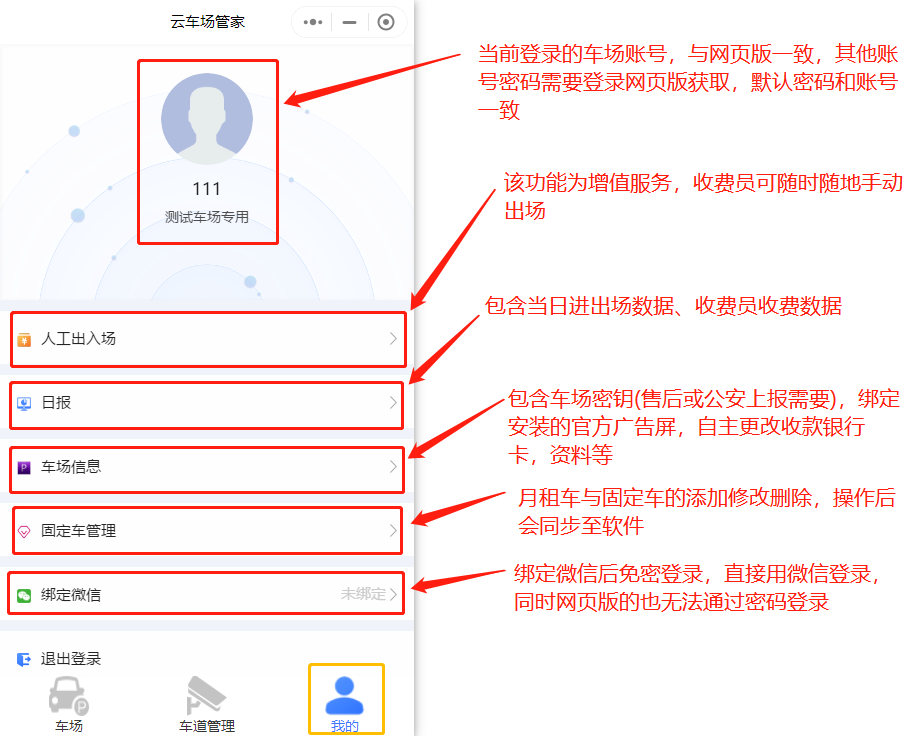 云车场管家
当前登录的车场账号，与网页版一致，其他账
号密码需要登录网页版获取，默认密码和账号
一致
111
测试车场专用
该功能为增值服务，收费员可随时随地手动
出场
包含当日进出场数据、收费员收费数据
人工出入场
日报
包含车场密钥(售后或公安上报需要)，绑定
安装的官方广告屏，自主更改收款银行
卡，资料等
车场信息
月租车与固定车的添加修改删除，操作后
会同步至软件
固定车管理
绑定微信后免密登录，直接用微信登录，
同时网页版的也无法通过密码登录
绑定微信
未绑定
退出登录
车场
车道管理
我的